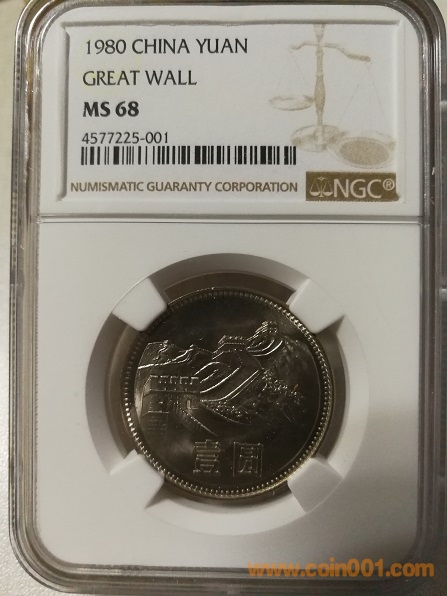 1980 CHINA YUAN
GREAT WALL
MS 68
4577225-001
NUMISMATIC GUARANTY CORPORATION
NGC®
壹圆
www.coin001.com